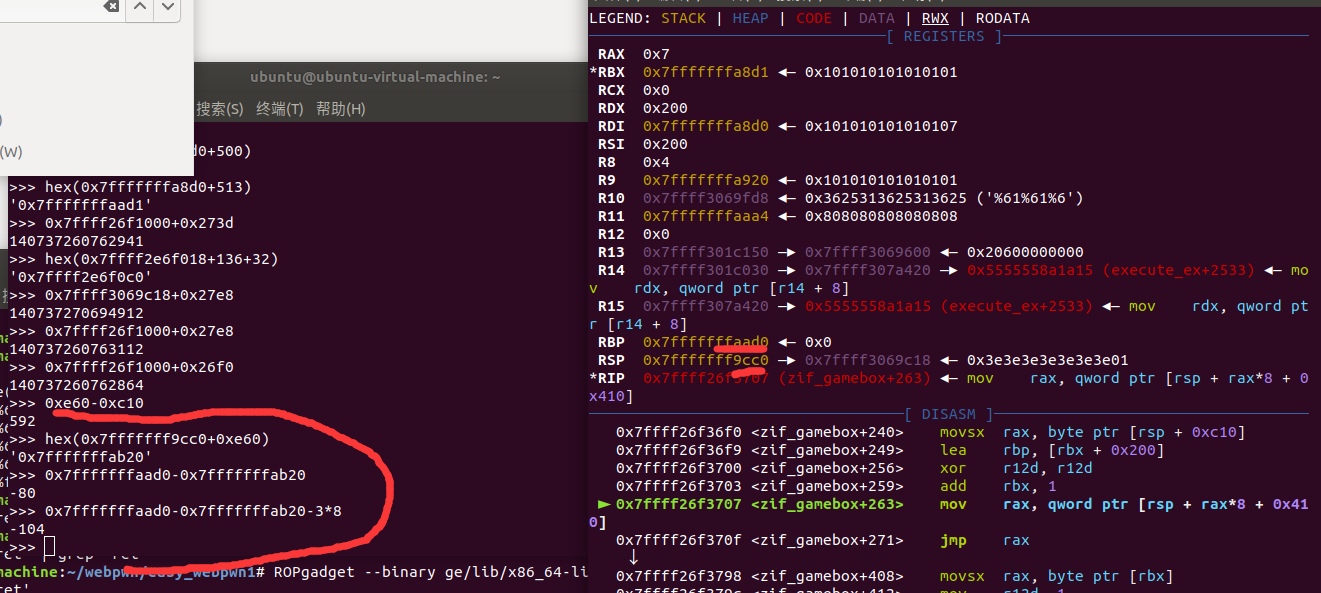 (W)
ubuntu@ubuntu-virtual-machine: ~
搜索(S) 终端(T) 帮助(H)
d0+500)
>>> hex(0x7fffffffa8d0+513)
'0x7fffffffaad1'
>>> 0x7ffff26f1000+0x273d
140737260762941
>>> hex(0x7ffff2e6f018+136+32)
'0x7ffff2e6f0c0'
>>> 0x7ffff3069c18+0x27e8
140737270694912
>>> 0x7ffff26f1000+0x27e8
140737260763112
>>> 0x7ffff26f1000+0x26f0
140737260762864
>>> 0xe60-0xc10
592
>>> hex(0x7fffffff9cc0+0xe60)
'0x7fffffffab20'
>>> 0x7fffffffaad0-0x7fffffffab20
-80
>>> 0x7fffffffaad0-0x7fffffffab20-3*8
-104
>>>
machine:~/webpwn/easy_webpwn1# ROPgadget --binary ge/lib/x86_64-li
ret'
LEGEND: STACK | HEAP | CODE | DATA | RWX | RODATA
[ REGISTERS ]
RAX 0x7
*RBX 0x7fffffffa8d1 ◂— 0x101010101010101
RCX 0x0
RDX 0x200
RDI 0x7fffffffa8d0 ◂— 0x101010101010107
RSI 0x200
R8 0x4
R9 0x7fffffffa920 ◂— 0x101010101010101
R10 0x7ffff3069fd8 ◂— 0x3625313625313625 ('%61%61%6')
R11 0x7fffffffaaa4 ◂— 0x808080808080808
R12 0x0
R13 0x7ffff301c150 —▸ 0x7ffff3069600 ◂— 0x20600000000
R14 0x7ffff301c030 —▸ 0x7ffff307a420 —▸ 0x5555558a1a15 (execute_ex+2533) ◂— mo
v rdx, qword ptr [r14 + 8]
R15 0x7ffff307a420 —▸ 0x5555558a1a15 (execute_ex+2533) ◂— mov rdx, qword pt
r [r14 + 8]
RBP 0x7fffffffaad0 ◂— 0x0
RSP 0x7fffffff9cc0 —▸ 0x7ffff3069c18 ◂— 0x3e3e3e3e3e3e3e01
*RIP 0x7ffff26f3707 (zif_gamebox+263) ◂— mov rax, qword ptr [rsp + rax*8 + 0
x410]
[ DISASM ]
0x7ffff26f36f0 <zif_gamebox+240> movsx rax, byte ptr [rsp + 0xc10]
0x7ffff26f36f9 <zif_gamebox+249> lea rbp, [rbx + 0x200]
0x7ffff26f3700 <zif_gamebox+256> xor r12d, r12d
0x7ffff26f3703 <zif_gamebox+259> add rbx, 1
► 0x7ffff26f3707 <zif_gamebox+263> mov rax, qword ptr [rsp + rax*8 + 0x41
0]
0x7ffff26f370f <zif_gamebox+271> jmp rax
↓
0x7ffff26f3798 <zif_gamebox+408> movsx rax, byte ptr [rbx]